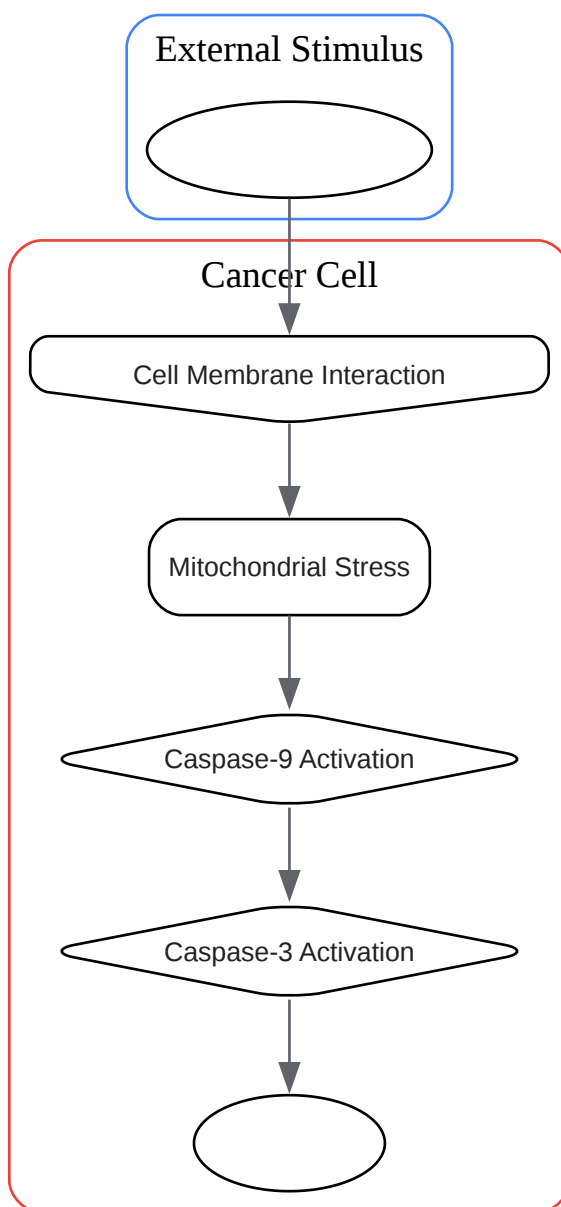 External Stimulus
Cancer Cell
Cell Membrane Interaction
Mitochondrial Stress
Caspase-9 Activation
Caspase-3 Activation